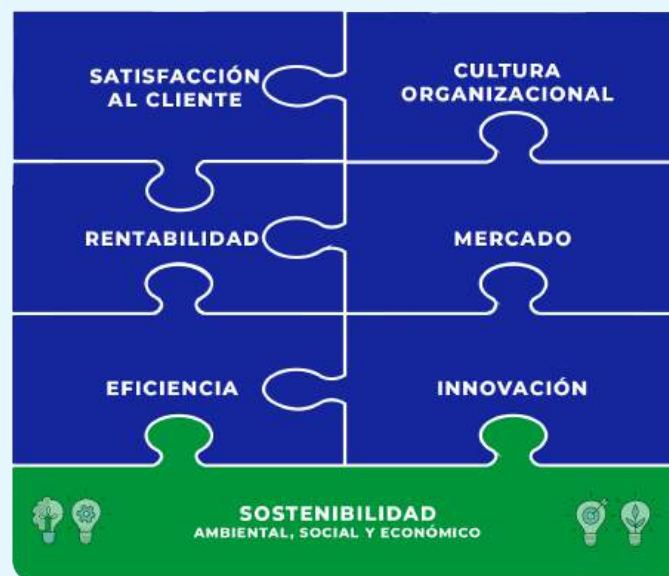 SATISFACCIÓN
AL CLIENTE
CULTURA
ORGANIZACIONAL
RENTABILIDAD
MERCADO
EFICIENCIA
INNOVACIÓN
SOSTENIBILIDAD
AMBIENTAL, SOCIAL Y ECONÓMICO